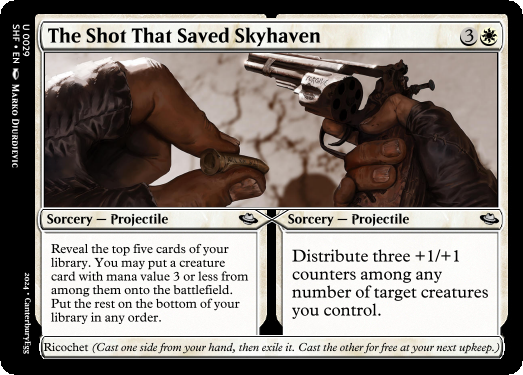 The Shot That Saved Skyhaven
3
Sorcery — Projectile
Reveal the top five cards of your
library. You may put a creature
card with mana value 3 or less from
among them onto the battlefield.
Put the rest on the bottom of your
library in any order.
Sorcery — Projectile
Distribute three +1/+1
counters among any
number of target creatures
you control.
Ricochet (Cast one side from your hand, then exile it. Cast the other for free at your next upkeep.)
U 0029
SHF • EN Marko Djurdjevic
2024 • CanterburyEgg